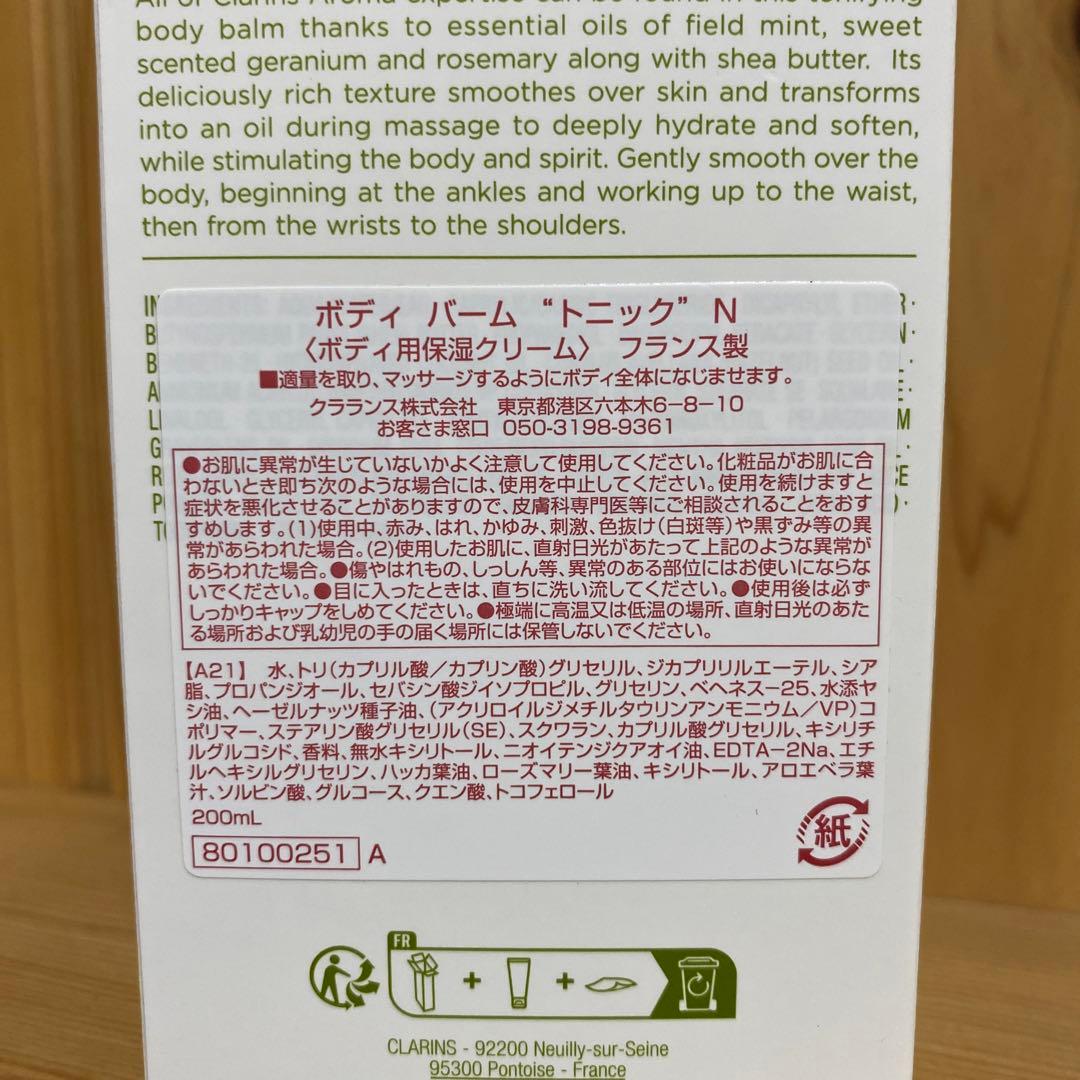 All of Clarins Aroma expertise can be found in this tonifying
body balm thanks to essential oils of field mint, sweet
scented geranium and rosemary along with shea butter. Its
deliciously rich texture smoothes over skin and transforms
into an oil during massage to deeply hydrate and soften,
while stimulating the body and spirit. Gently smooth over the
body, beginning at the ankles and working up to the waist,
then from the wrists to the shoulders.
ボディ バーム “トニック” N
〈ボディ用保湿クリーム〉 フランス製
■適量を取り、マッサージするようにボディ全体になじませます。
クラランス株式会社 東京都港区六本木6-8-10
お客さま窓口 050-3198-9361
●お肌に異常が生じていないかよく注意して使用してください。化粧品がお肌に合
わないとき即ち次のような場合には、使用を中止してください。使用を続けますと
症状を悪化させることがありますので、皮膚科専門医等にご相談されることをおす
すめします。(1)使用中、赤み、はれ、かゆみ、刺激、色抜け(白斑等)や黒ずみ等の異
常があらわれた場合。(2)使用したお肌に、直射日光があたって上記のような異常が
あらわれた場合。●傷やはれもの、しっしん等、異常のある部位にはお使いにならな
いでください。●目に入ったときは、直ちに洗い流してください。●使用後は必ず
しっかりキャップをしめてください。●極端に高温又は低温の場所、直射日光のあた
る場所および乳幼児の手の届く場所には保管しないでください。
【A21】 水、トリ(カプリル酸/カプリン酸)グリセリル、ジカプリリルエーテル、シア
脂、プロパンジオール、セバシン酸ジイソプロピル、グリセリン、ベヘネス-25、水添ヤ
シ油、ヘーゼルナッツ種子油、(アクリロイルジメチルタウリンアンモニウム/VP)コ
ポリマー、ステアリン酸グリセリル(SE)、スクワラン、カプリル酸グリセリル、キシリチ
ルグルコシド、香料、無水キシリトール、ニオイテンジクアオイ油、EDTA-2Na、エチ
ルヘキシルグリセリン、ハッカ葉油、ローズマリー葉油、キシリトール、アロエベラ葉
汁、ソルビン酸、グルコース、クエン酸、トコフェロール
200mL
紙
80100251 A
FR
CLARINS - 92200 Neuilly-sur-Seine
95300 Pontoise - France